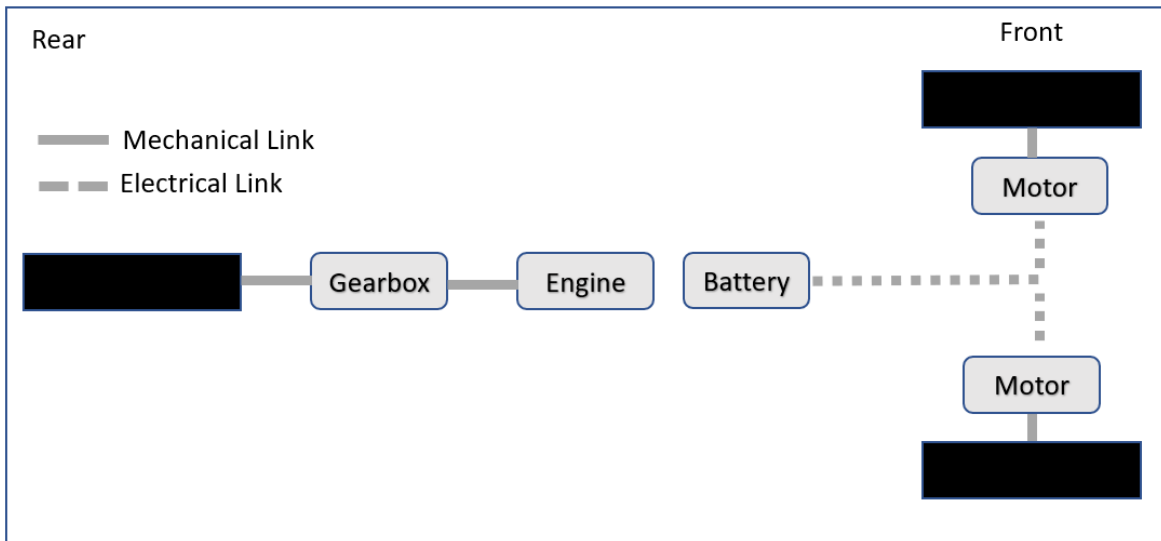 Rear
Front
Mechanical Link
Electrical Link
Motor
Gearbox
Engine
Battery
Motor